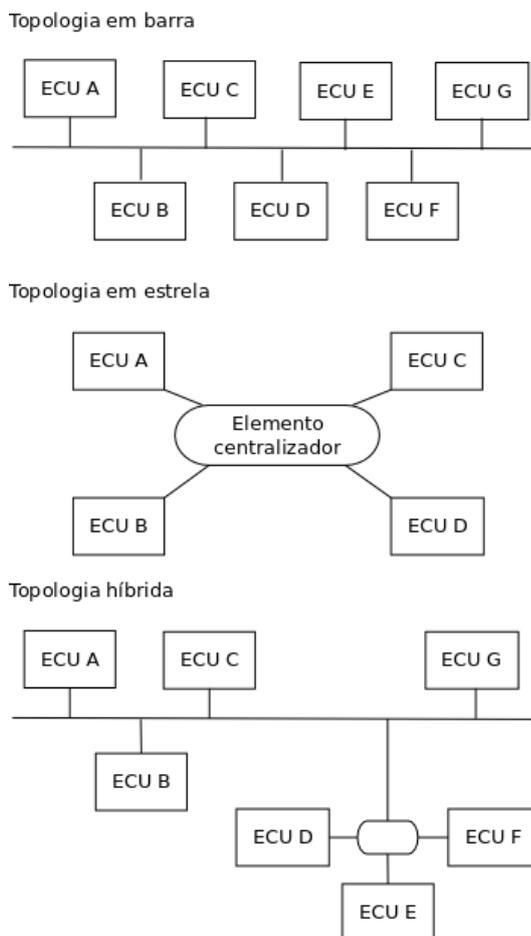 Topologia em barra
ECU A
ECU C
ECU E
ECU G
ECU B
ECU D
ECU F
Topologia em estrela
ECU A
ECU C
Elemento
centralizador
ECU B
ECU D
Topologia híbrida
ECU A
ECU C
ECU G
ECU B
ECU D
ECU F
ECU E